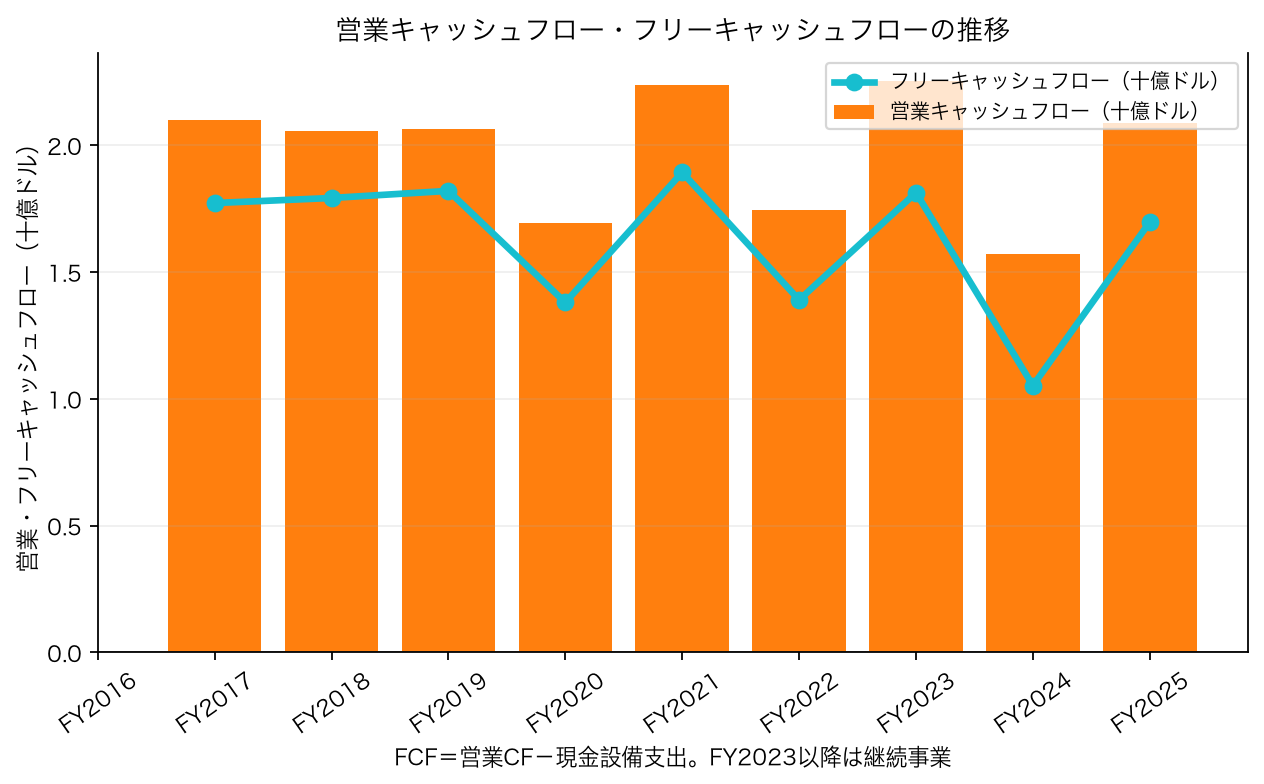 営業キャッシュフロー・フリーキャッシュフローの推移
フリーキャッシュフロー（十億ドル）
営業キャッシュフロー（十億ドル）
営業・フリーキャッシュフロー（十億ドル）
2.0
1.5
1.0
0.5
0.0
FY2016
FY2017
FY2018
FY2019
FY2020
FY2021
FY2022
FY2023
FY2024
FY2025
FCF＝営業CF－現金設備支出。FY2023以降は継続事業